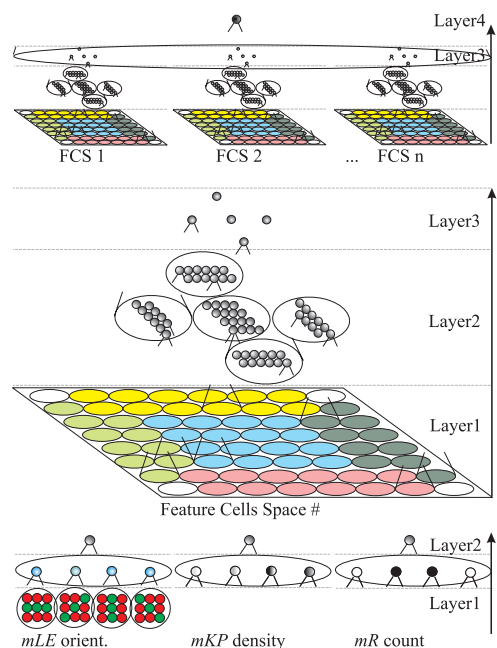 Layer4
Layer3
FCS 1
FCS 2
...
FCS n
Layer3
Layer2
Layer1
Feature Cells Space #
Layer2
Layer1
mLE orient.
mKP density
mR count